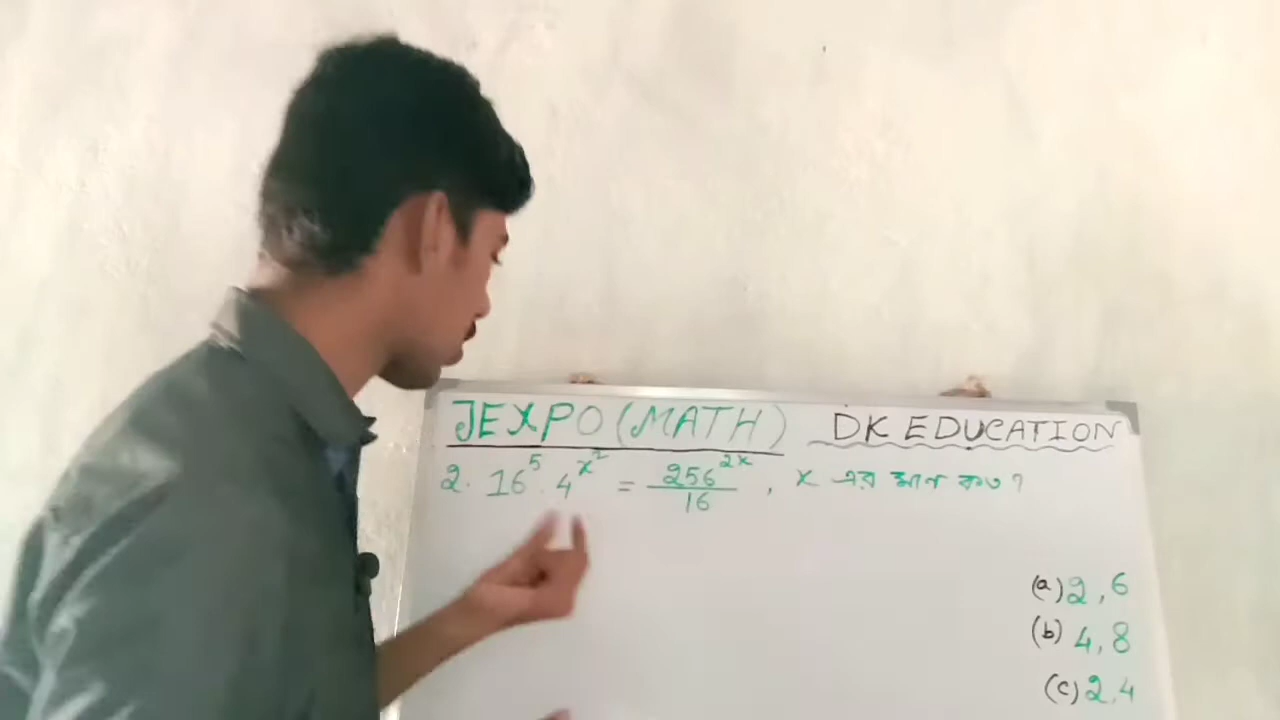 JEXPO (MATH) DK EDUCATION
2. 16⁵ . 4^x² = 256^2x / 16 , x এর মান কত ?
(a) 2, 6
(b) 4, 8
(c) 2, 4